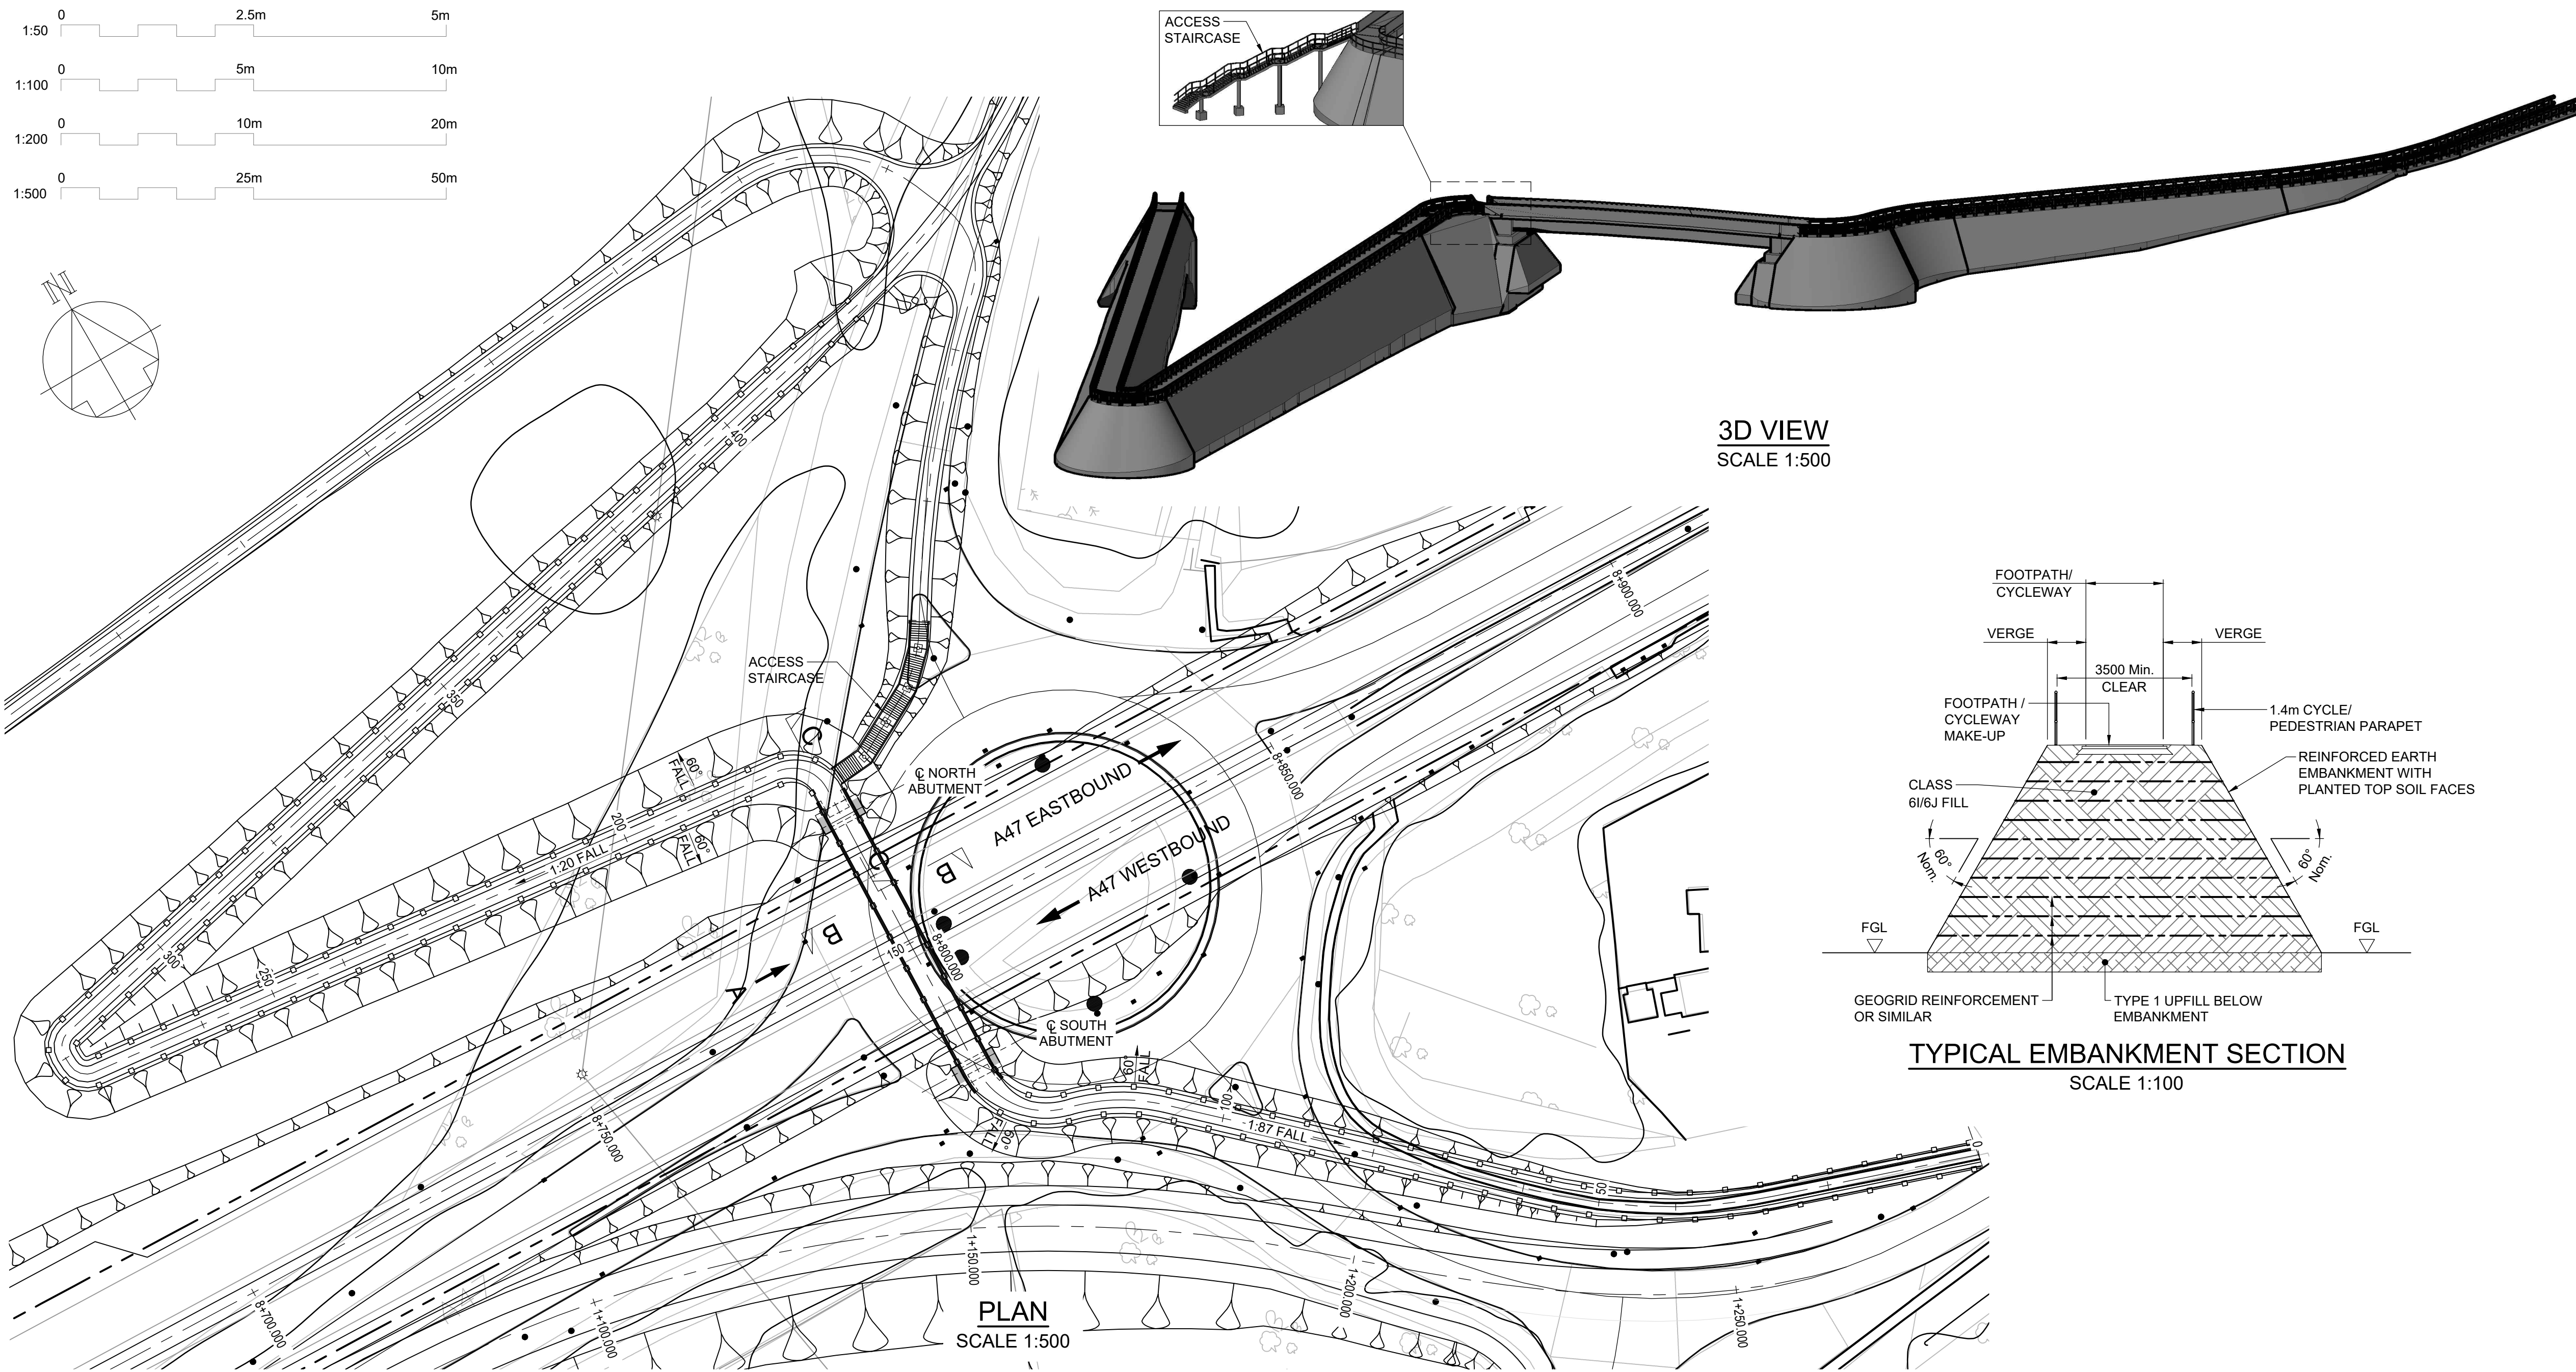 0 2.5m 5m
1:50
0 5m 10m
1:100
0 10m 20m
1:200
0 25m 50m
1:500
N
ACCESS
STAIRCASE
3D VIEW
SCALE 1:500
400
350
300
250
200
150
100
50
0
ACCESS
STAIRCASE
60°
FALL
60°
FALL
1:20 FALL
C
C
B
B
A
℄ NORTH
ABUTMENT
A47 EASTBOUND
A47 WESTBOUND
℄ SOUTH
ABUTMENT
60°
FALL
60°
FALL
1:87 FALL
8+700.000
8+750.000
8+800.000
8+850.000
8+900.000
1+100.000
1+150.000
1+200.000
1+250.000
PLAN
SCALE 1:500
FOOTPATH/
CYCLEWAY
VERGE
VERGE
3500 Min.
CLEAR
FOOTPATH /
CYCLEWAY
MAKE-UP
1.4m CYCLE/
PEDESTRIAN PARAPET
REINFORCED EARTH
EMBANKMENT WITH
PLANTED TOP SOIL FACES
CLASS
6I/6J FILL
60°
Nom.
60°
Nom.
FGL
FGL
GEOGRID REINFORCEMENT
OR SIMILAR
TYPE 1 UPFILL BELOW
EMBANKMENT
TYPICAL EMBANKMENT SECTION
SCALE 1:100